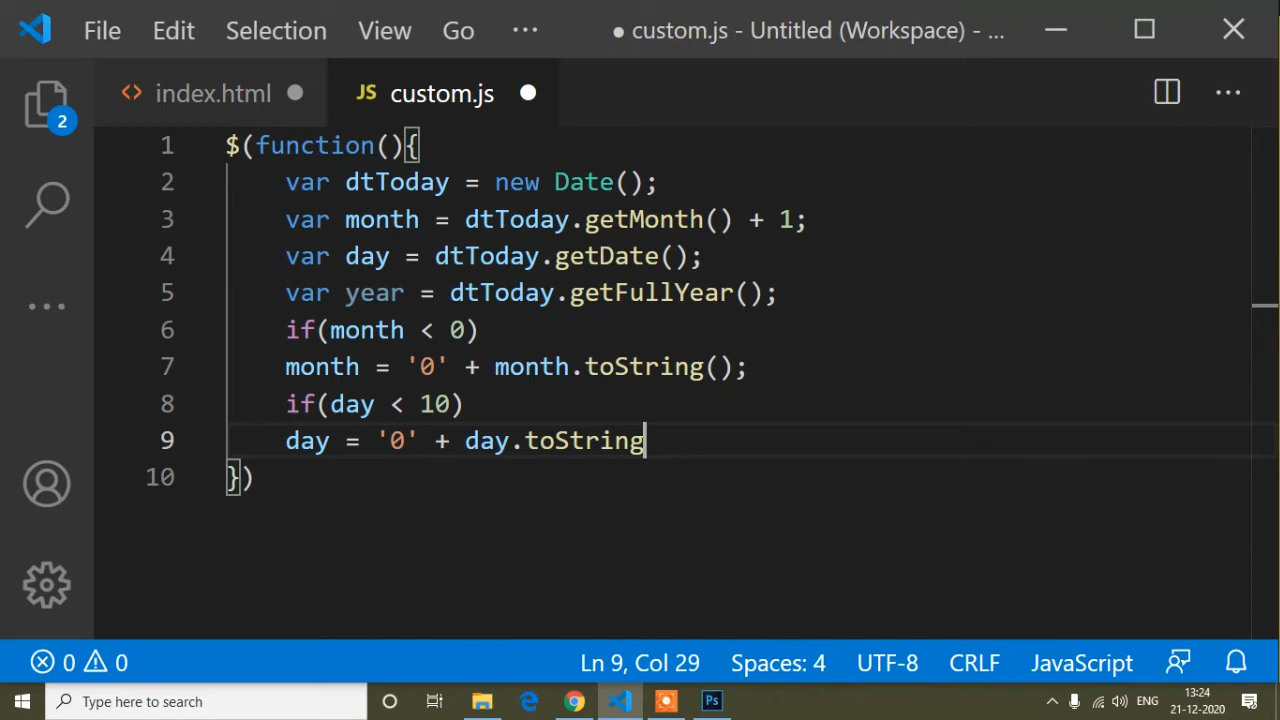 File Edit Selection View Go ··· ● custom.js - Untitled (Workspace) - ...
<> index.html ● JS custom.js ● ···
2
1 $(function(){
2 var dtToday = new Date();
3 var month = dtToday.getMonth() + 1;
4 var day = dtToday.getDate();
5 var year = dtToday.getFullYear();
6 if(month < 0)
7 month = '0' + month.toString();
8 if(day < 10)
9 day = '0' + day.toString
10 })
0 0 Ln 9, Col 29 Spaces: 4 UTF-8 CRLF JavaScript
Type here to search Ps ENG 13:24
21-12-2020